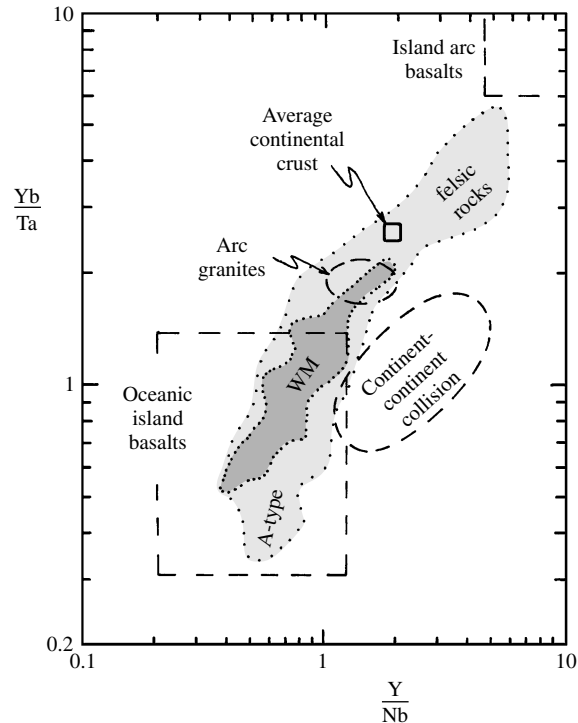 10
Island arc
basalts
Average
continental
crust
Yb
Ta
felsic
rocks
Arc
granites
1
WM
Continent-
continent
collision
Oceanic
island
basalts
A-type
0.2
0.1
1
10
Y
Nb